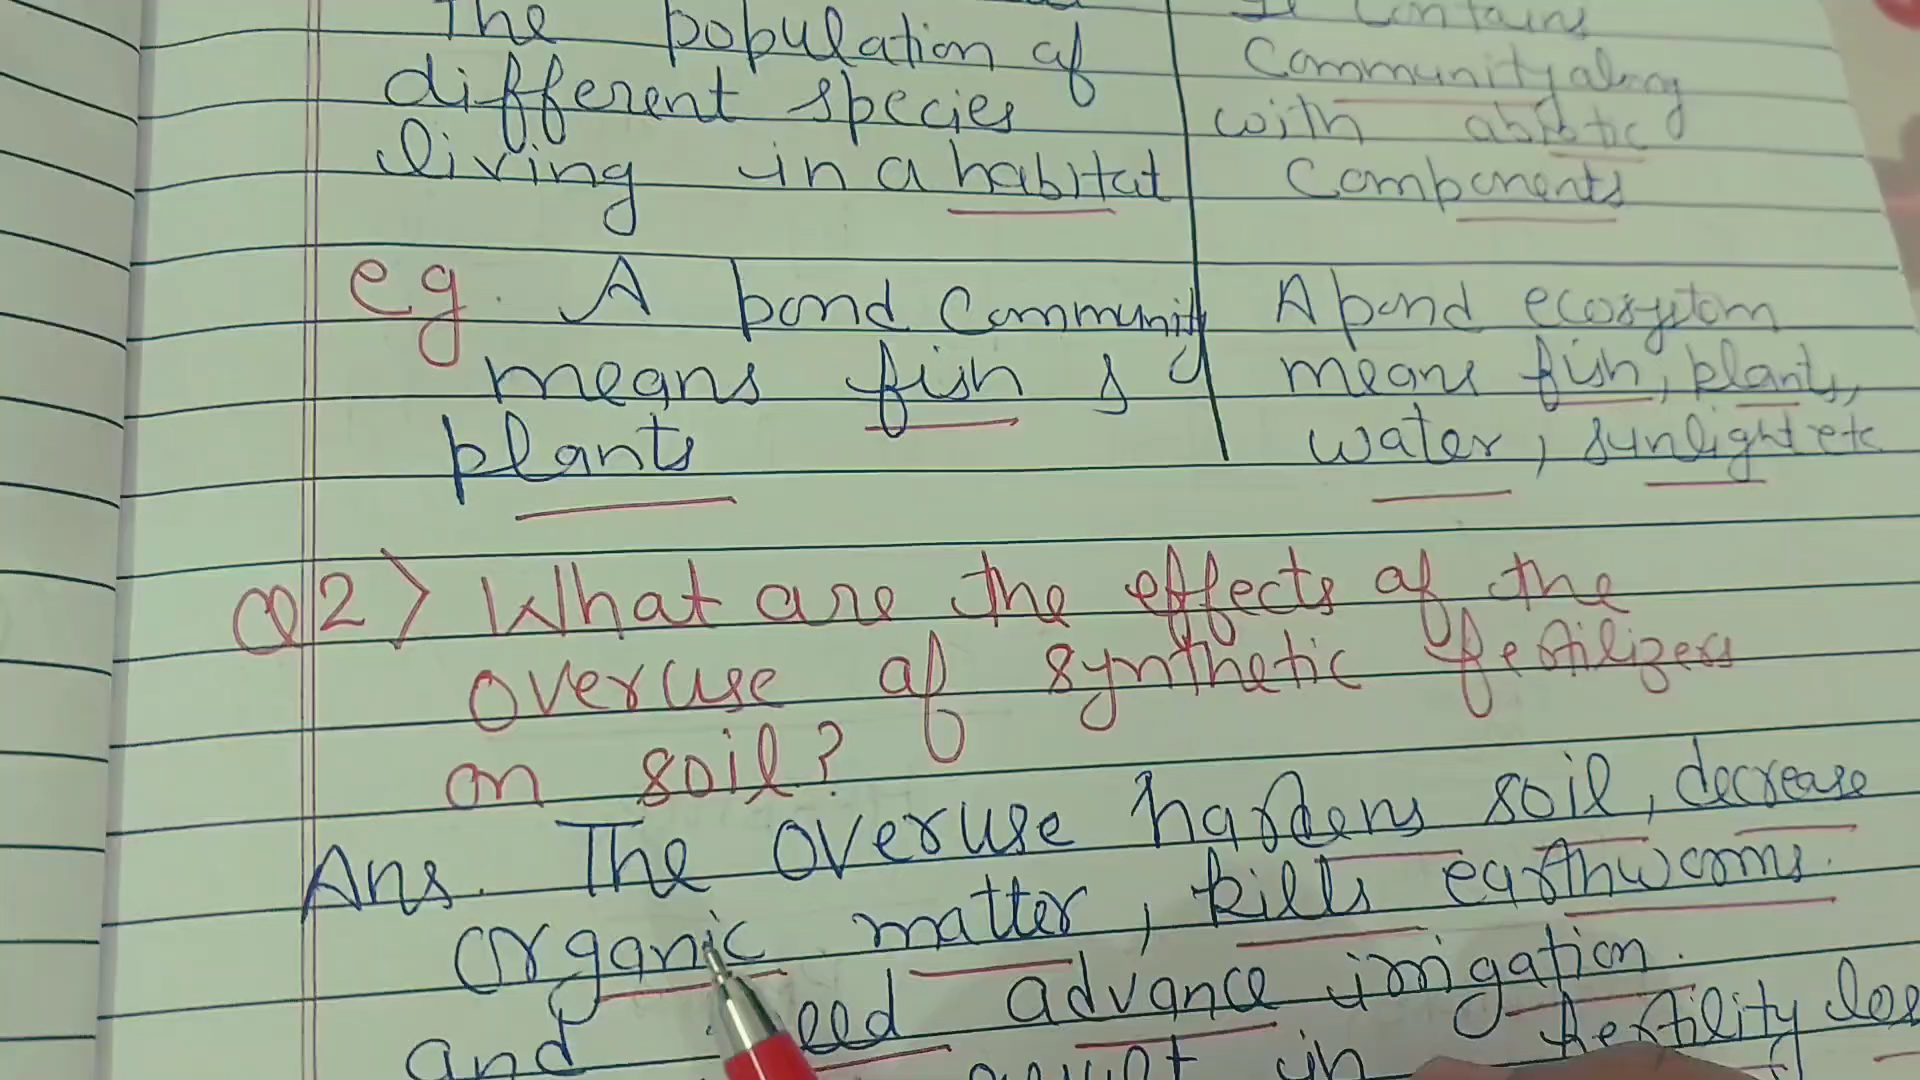 The population of
different species
living in a habitat
It contains
Community along
with abiotic
Components
eg. A pond Community
means fish &
plants
A pond ecosystem
means fish, plants,
water, sunlight etc
Q2> What are the effects of the
overuse of synthetic fertilizers
on soil?
Ans. The overuse hardens soil, decrease
organic matter, kills earthworms.
and need advance irrigation.
in fertility